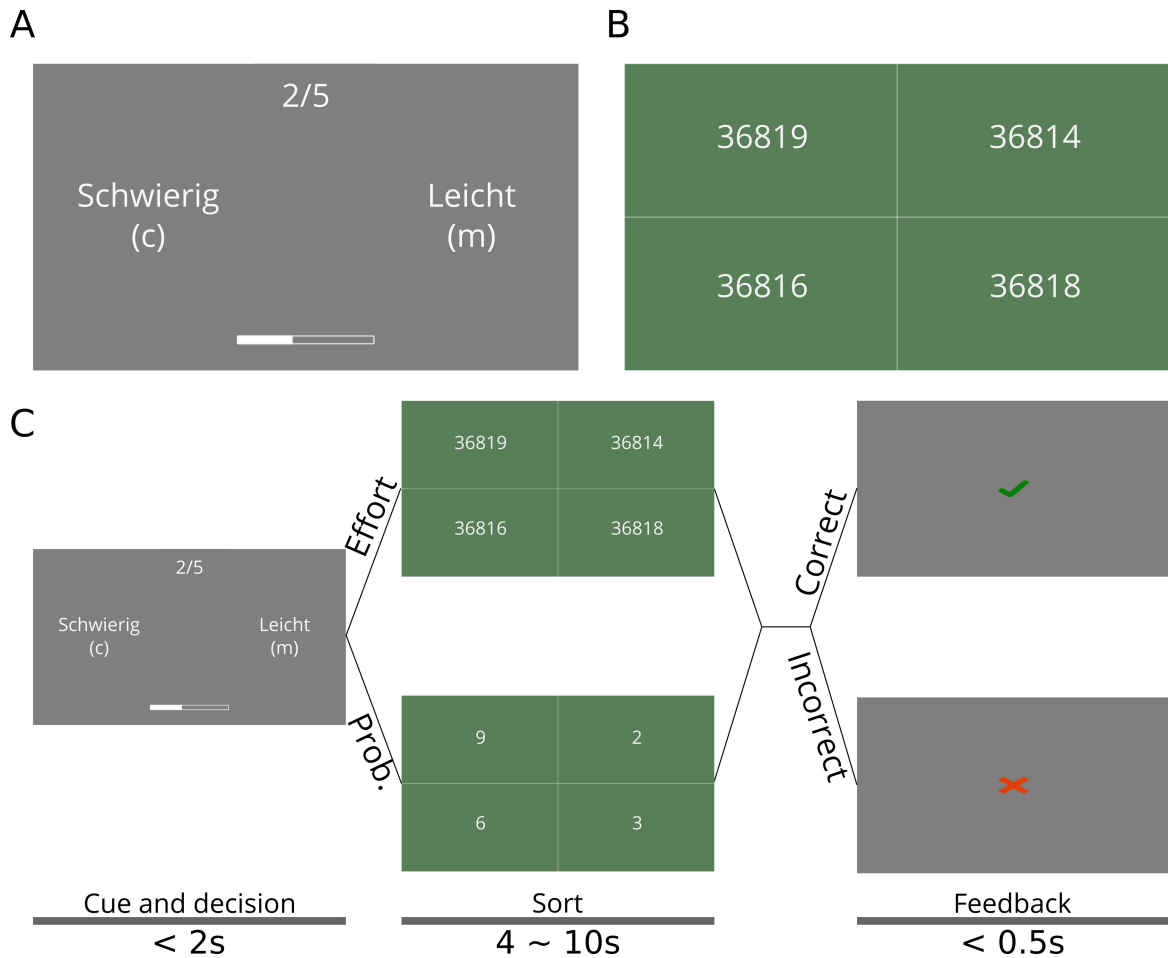 A
2/5
Schwierig
(c)
Leicht
(m)
B
36819
36814
36816
36818
C
2/5
Schwierig
(c)
Leicht
(m)
Effort
Prob.
36819
36814
36816
36818
9
2
6
3
Correct
Incorrect
Cue and decision
< 2s
Sort
4 ~ 10s
Feedback
< 0.5s